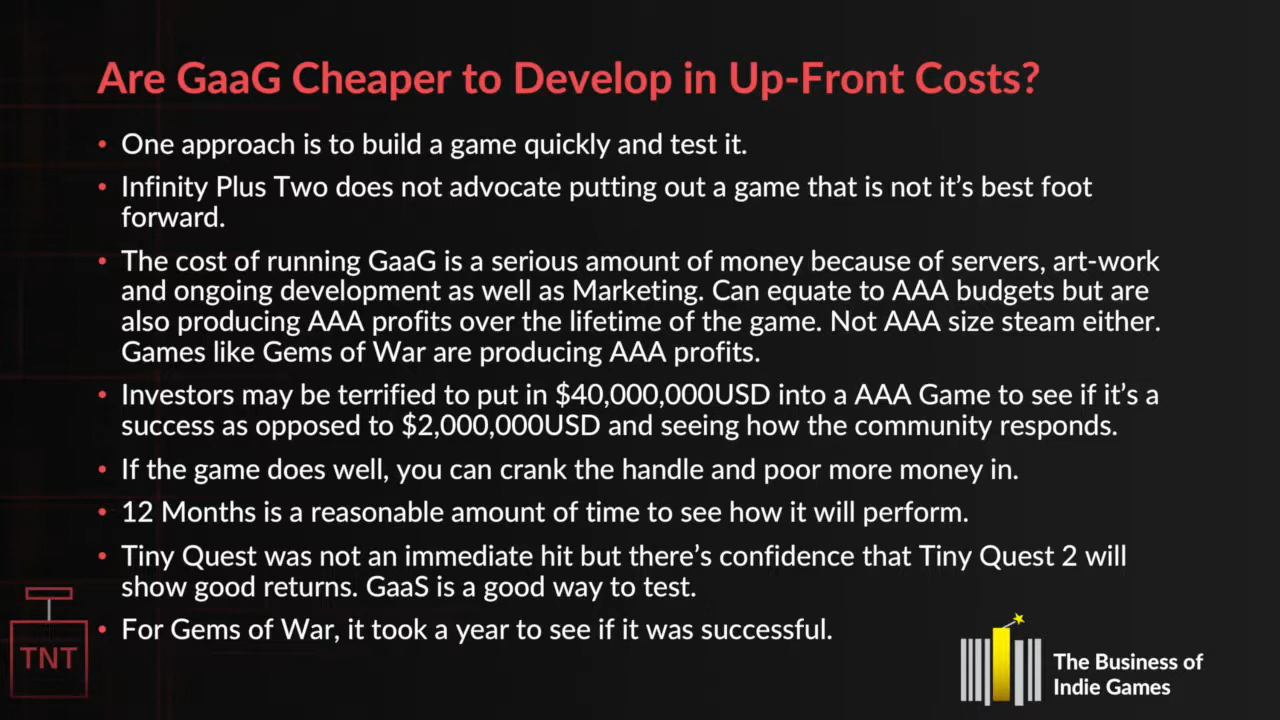 Are GaaG Cheaper to Develop in Up-Front Costs?
• One approach is to build a game quickly and test it.
• Infinity Plus Two does not advocate putting out a game that is not it's best foot
forward.
• The cost of running GaaG is a serious amount of money because of servers, art-work
and ongoing development as well as Marketing. Can equate to AAA budgets but are
also producing AAA profits over the lifetime of the game. Not AAA size steam either.
Games like Gems of War are producing AAA profits.
• Investors may be terrified to put in $40,000,000USD into a AAA Game to see if it's a
success as opposed to $2,000,000USD and seeing how the community responds.
• If the game does well, you can crank the handle and poor more money in.
• 12 Months is a reasonable amount of time to see how it will perform.
• Tiny Quest was not an immediate hit but there's confidence that Tiny Quest 2 will
show good returns. GaaS is a good way to test.
• For Gems of War, it took a year to see if it was successful.
TNT
The Business of
Indie Games